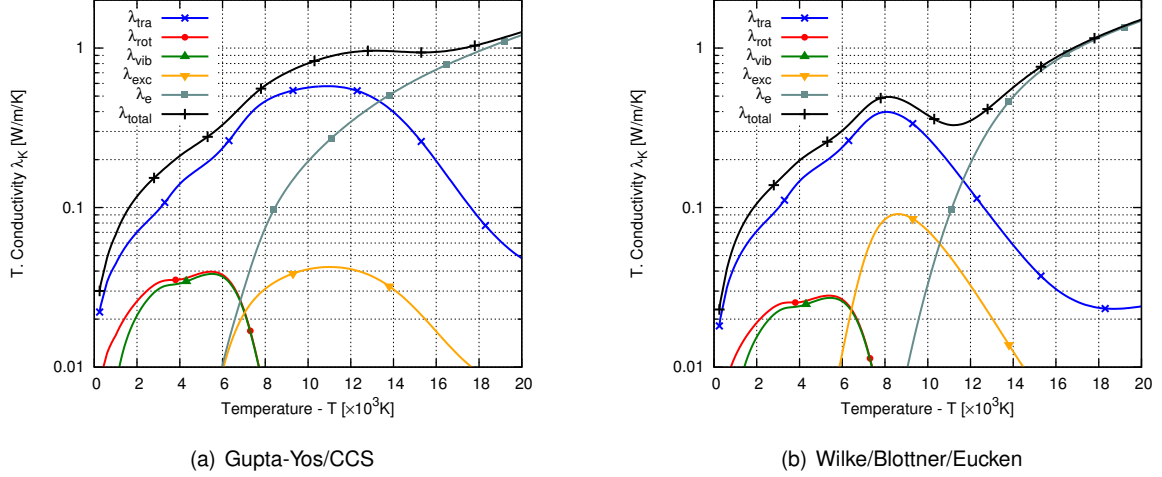 λtra
λrot
λvib
λexc
λe
λtotal
T. Conductivity λK [W/m/K]
1
0.1
0.01
0 2 4 6 8 10 12 14 16 18 20
Temperature - T [×10³K]
(a) Gupta-Yos/CCS
λtra
λrot
λvib
λexc
λe
λtotal
T. Conductivity λK [W/m/K]
1
0.1
0.01
0 2 4 6 8 10 12 14 16 18 20
Temperature - T [×10³K]
(b) Wilke/Blottner/Eucken